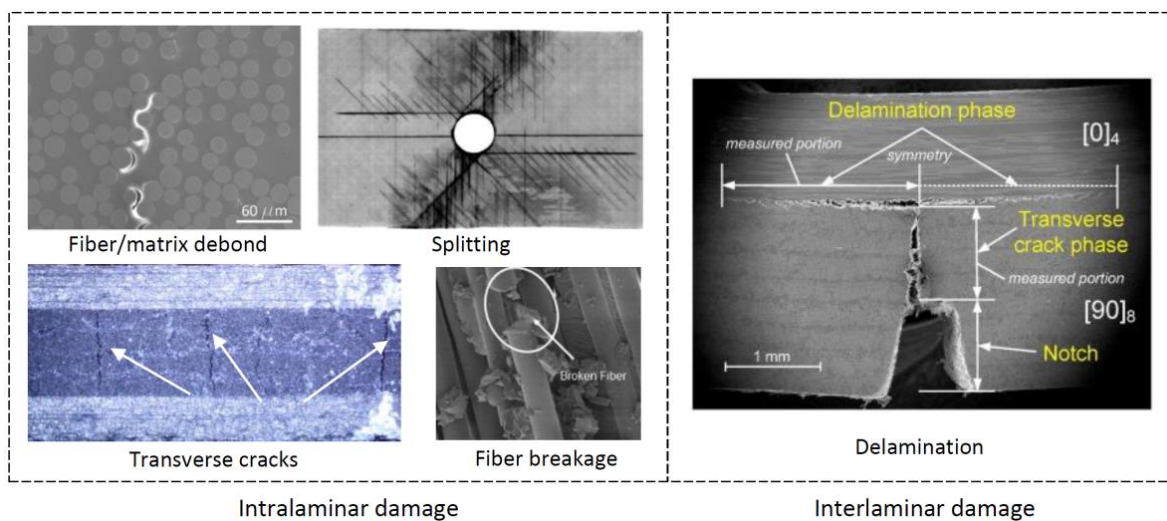 60 μm
Fiber/matrix debond
Splitting
Transverse cracks
Broken Fiber
Fiber breakage
Intralaminar damage
Delamination phase
[0]4
measured portion
symmetry
Transverse
crack phase
measured portion
[90]8
Notch
1 mm
Delamination
Interlaminar damage